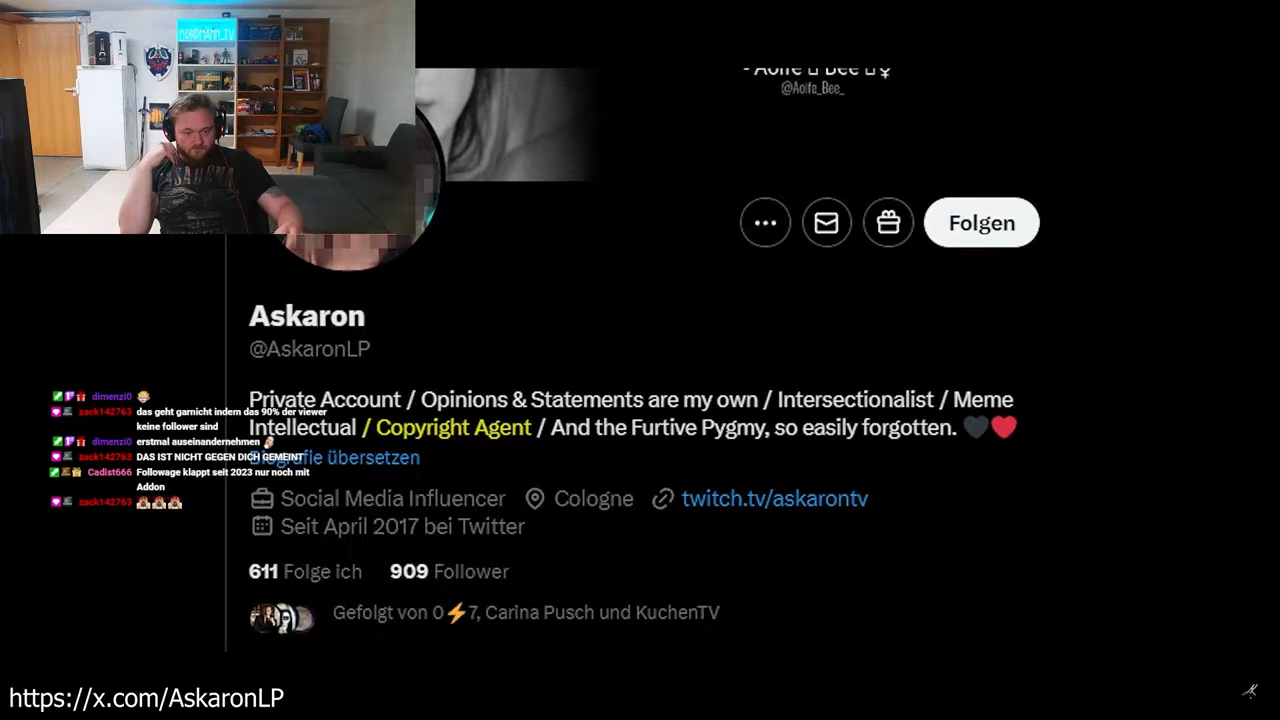 NORDMANN_TV
- Aoife Bee
@Aoife_Bee_
Folgen
Askaron
@AskaronLP
Private Account / Opinions & Statements are my own / Intersectionalist / Meme
Intellectual / Copyright Agent / And the Furtive Pygmy, so easily forgotten. 🖤❤️
Biografie übersetzen
Social Media Influencer Cologne twitch.tv/askarontv
Seit April 2017 bei Twitter
611 Folge ich 909 Follower
Gefolgt von 0⚡7, Carina Pusch und KuchenTV
dimenzi0
zack142763 das geht garnicht indem das 90% der viewer
keine follower sind
dimenzi0 erstmal auseinandernehmen
zack142763 DAS IST NICHT GEGEN DICH GEMEINT
Cadist666 Followage klappt seit 2023 nur noch mit
Addon
zack142763
https://x.com/AskaronLP